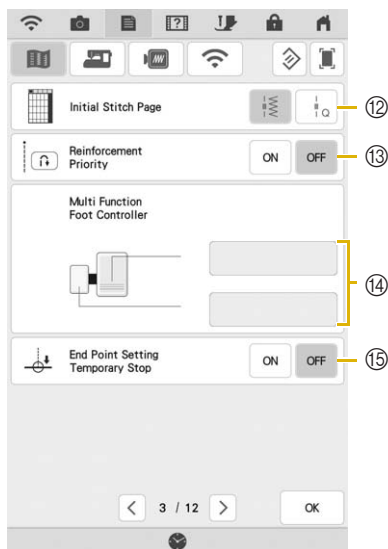 Initial Stitch Page
Q
⑫
Reinforcement
Priority
ON
OFF
⑬
Multi Function
Foot Controller
⑭
End Point Setting
Temporary Stop
ON
OFF
⑮
3 / 12
OK